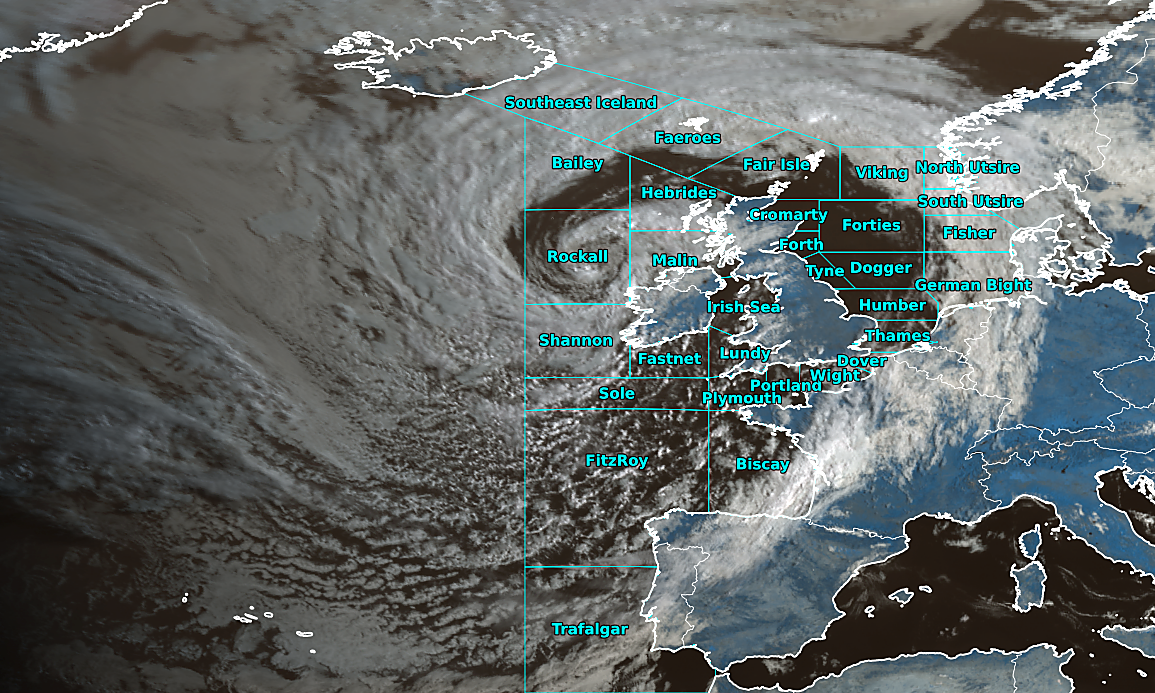 Southeast Iceland
Faeroes
Bailey
Fair Isle
Viking
North Utsire
Hebrides
South Utsire
Cromarty
Forties
Fisher
Forth
Rockall
Malin
Tyne
Dogger
German Bight
Irish Sea
Humber
Shannon
Thames
Fastnet
Lundy
Dover
Wight
Portland
Sole
Plymouth
FitzRoy
Biscay
Trafalgar